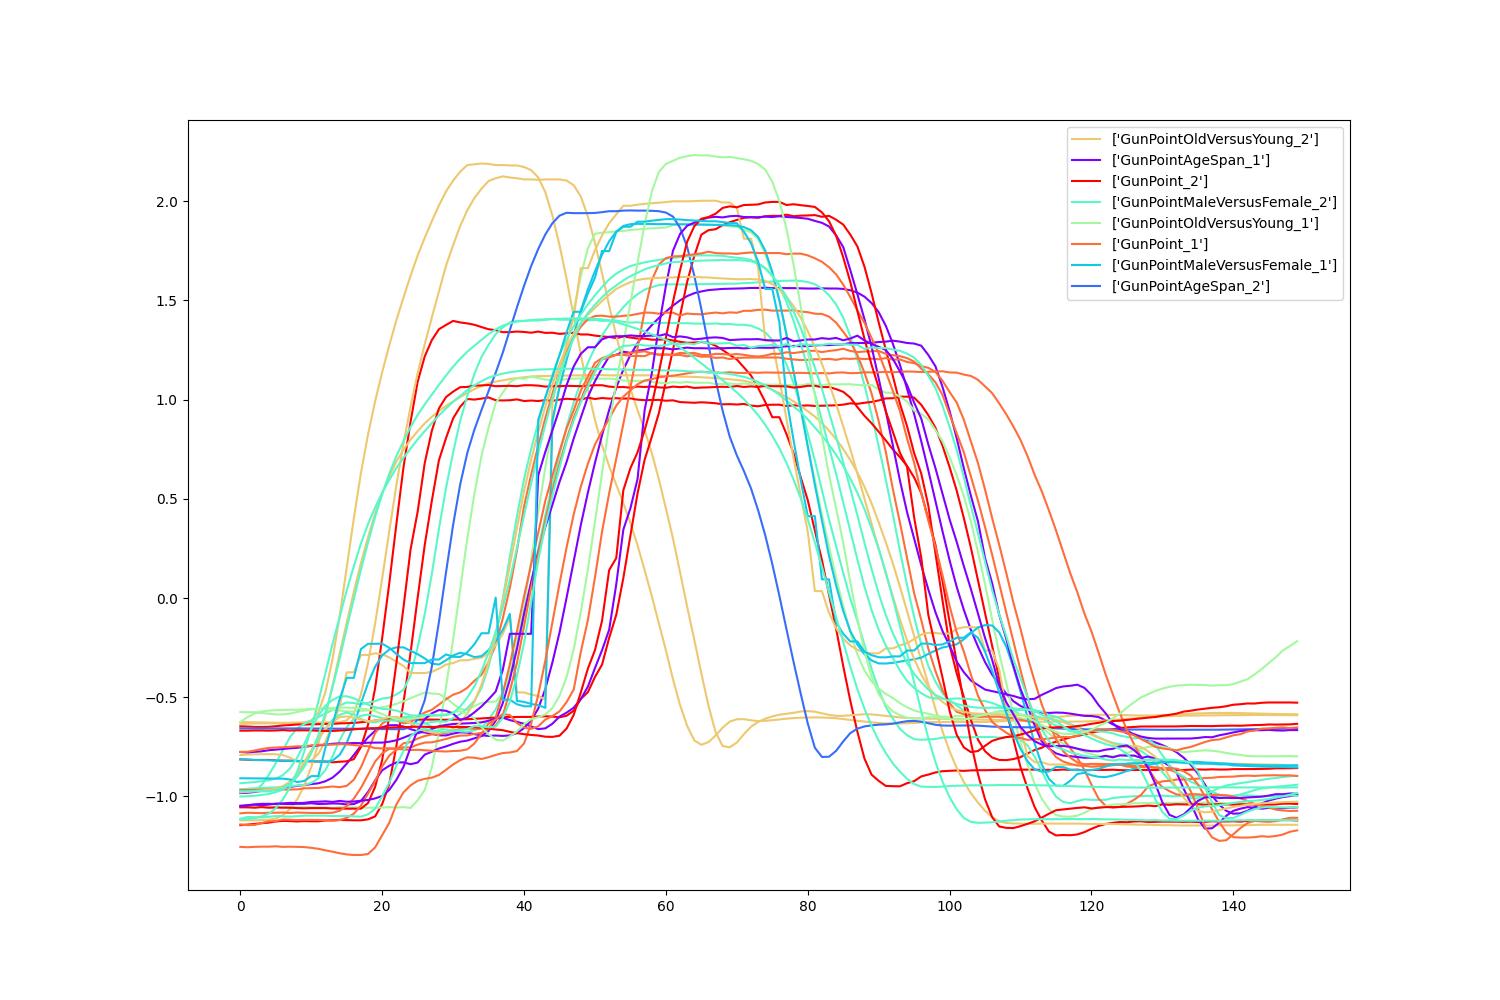 ['GunPointOldVersusYoung_2']
['GunPointAgeSpan_1']
['GunPoint_2']
['GunPointMaleVersusFemale_2']
['GunPointOldVersusYoung_1']
['GunPoint_1']
['GunPointMaleVersusFemale_1']
['GunPointAgeSpan_2']
2.0
1.5
1.0
0.5
0.0
−0.5
−1.0
0 20 40 60 80 100 120 140